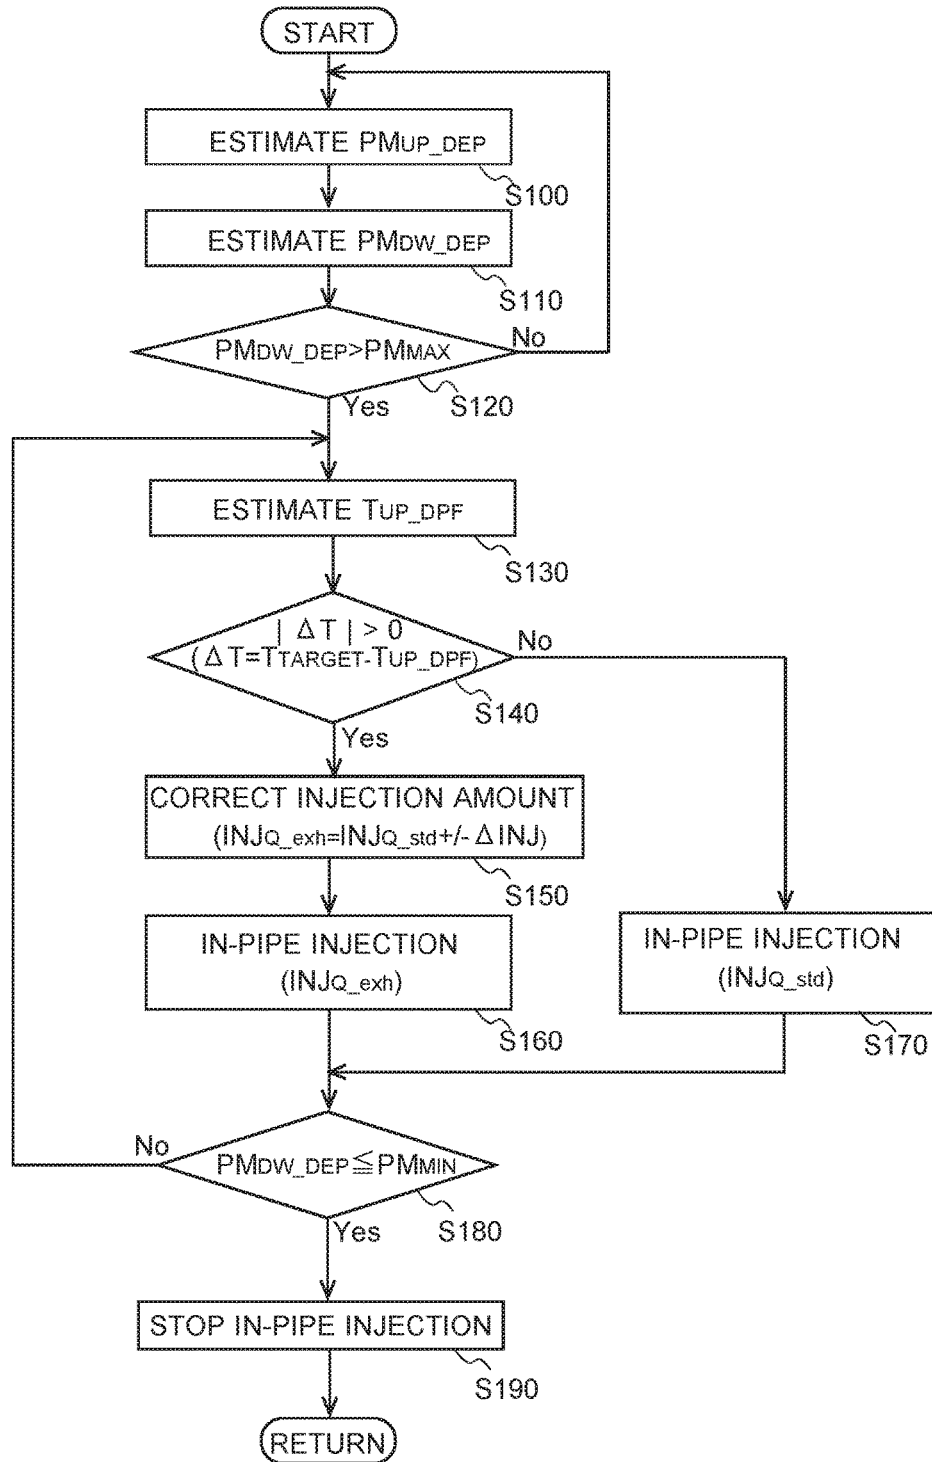 START
ESTIMATE PMUP_DEP
S100
ESTIMATE PMDW_DEP
S110
PMDW_DEP>PMMAX
No
S120
Yes
ESTIMATE TUP_DPF
S130
| ΔT | > 0
(ΔT=TTARGET-TUP_DPF)
No
S140
Yes
CORRECT INJECTION AMOUNT
(INJQ_exh=INJQ_std+/-ΔINJ)
S150
IN-PIPE INJECTION
(INJQ_exh)
S160
IN-PIPE INJECTION
(INJQ_std)
S170
No
PMDW_DEP≦PMMIN
S180
Yes
STOP IN-PIPE INJECTION
S190
RETURN